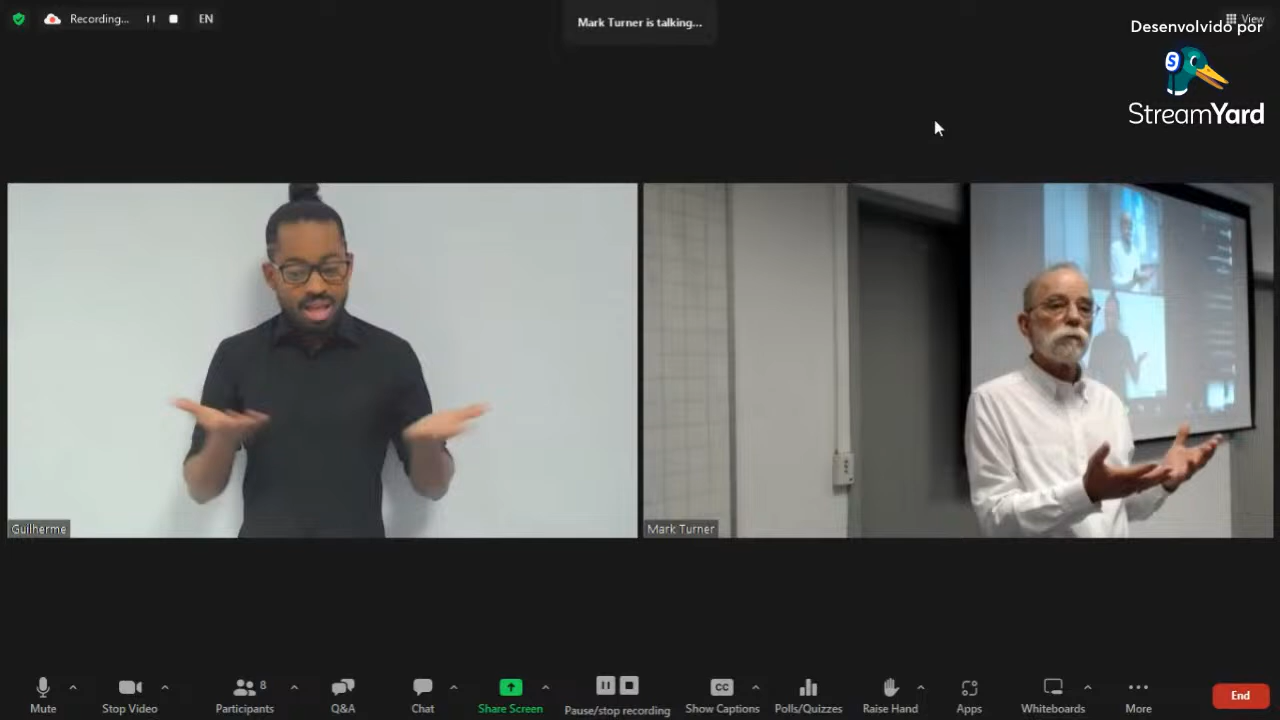 Recording...
EN
Mark Turner is talking...
View
Desenvolvido por
StreamYard
Guilherme
Mark Turner
Mute
Stop Video
8
Participants
Q&A
Chat
Share Screen
Pause/stop recording
CC
Show Captions
Polls/Quizzes
Raise Hand
Apps
Whiteboards
More
End